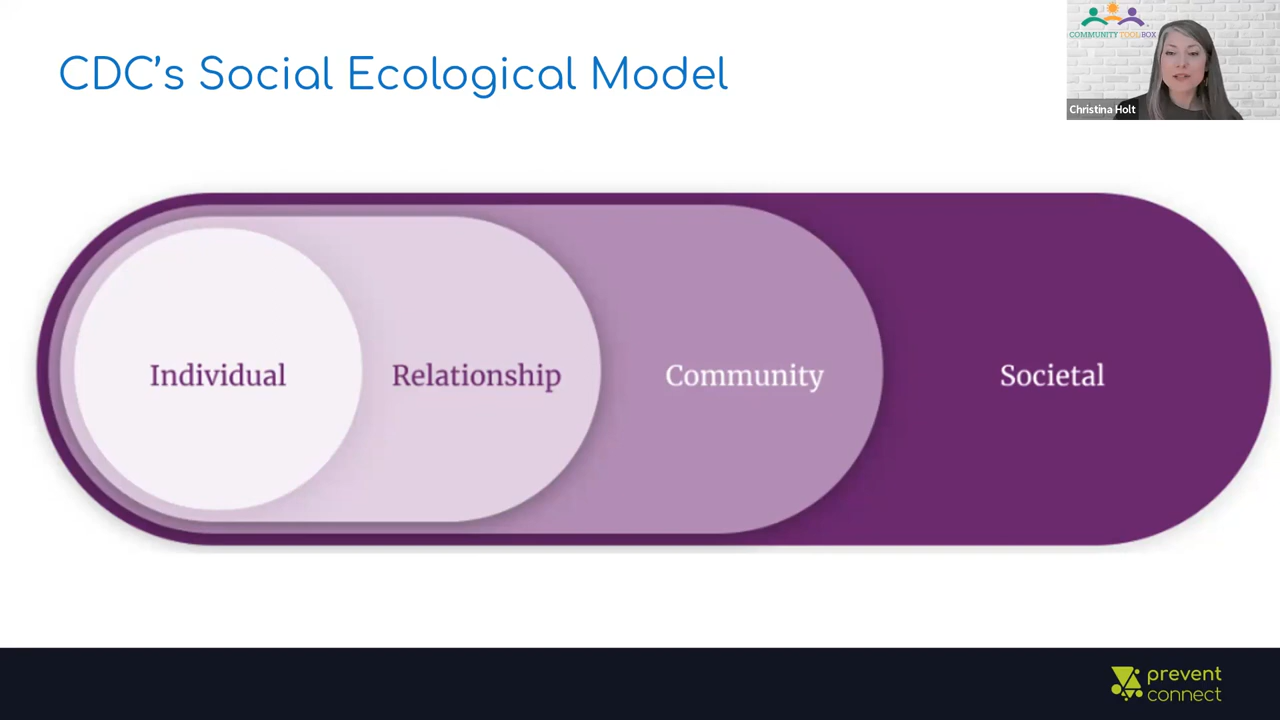 CDC's Social Ecological Model
COMMUNITY TOOL BOX
Christina Holt
Individual
Relationship
Community
Societal
prevent
connect